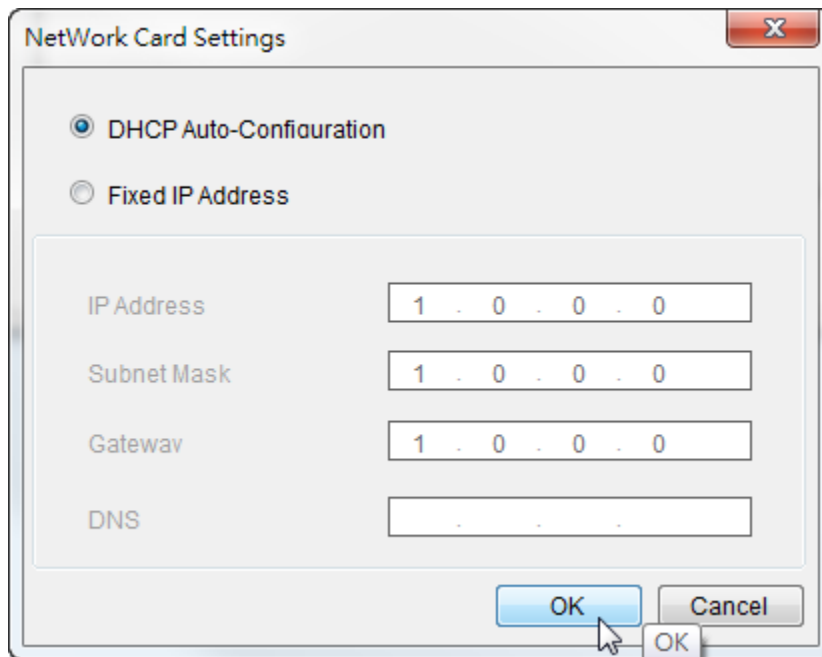 NetWork Card Settings
DHCP Auto-Configuration
Fixed IP Address
IP Address 1 . 0 . 0 . 0
Subnet Mask 1 . 0 . 0 . 0
Gateway 1 . 0 . 0 . 0
DNS . . .
OK Cancel
OK